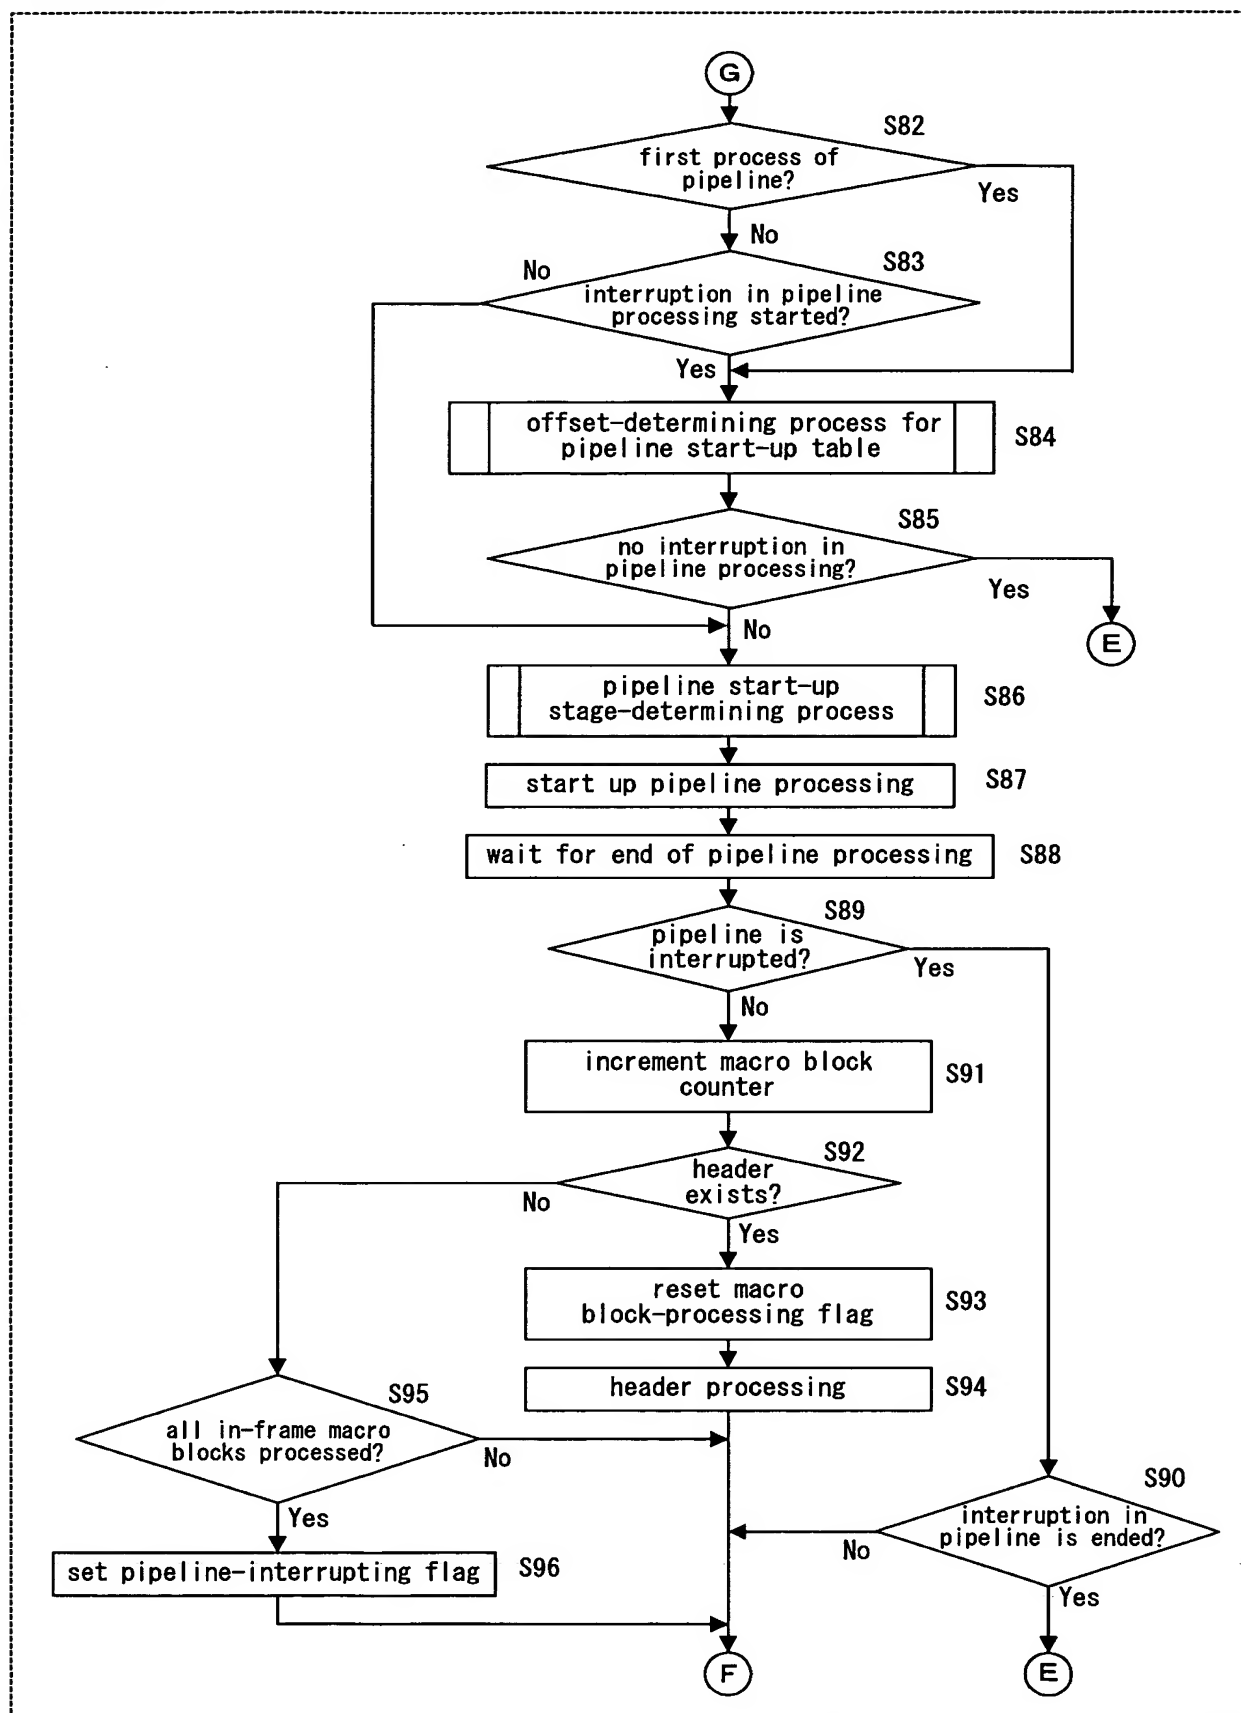 G
S82
first process of
pipeline?
Yes
No
S83
No
interruption in pipeline
processing started?
Yes
offset-determining process for
pipeline start-up table
S84
S85
no interruption in
pipeline processing?
Yes
No
E
pipeline start-up
stage-determining process
S86
start up pipeline processing
S87
wait for end of pipeline processing
S88
S89
pipeline is
interrupted?
Yes
No
increment macro block
counter
S91
S92
header
exists?
No
Yes
reset macro
block-processing flag
S93
header processing
S94
S95
all in-frame macro
blocks processed?
No
Yes
S90
interruption in
pipeline is ended?
No
Yes
set pipeline-interrupting flag
S96
F
E